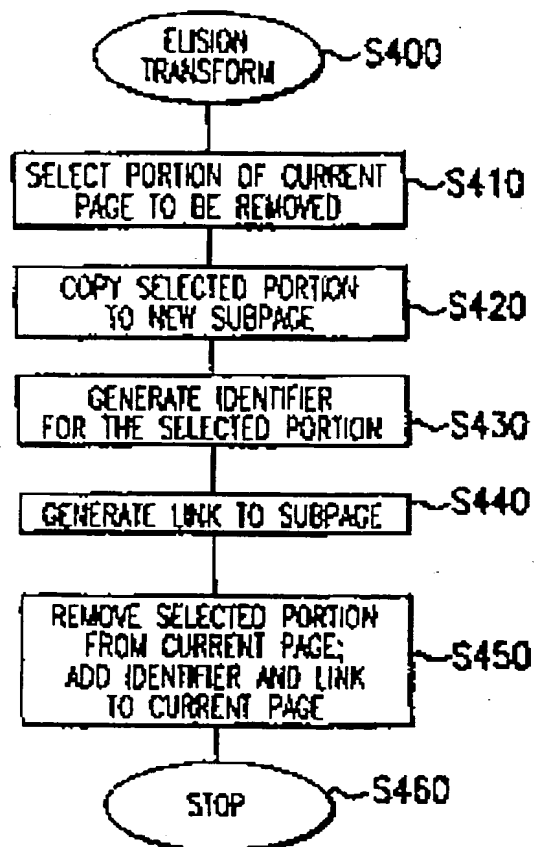 ELISION
TRANSFORM
S400
SELECT PORTION OF CURRENT
PAGE TO BE REMOVED
S410
COPY SELECTED PORTION
TO NEW SUBPAGE
S420
GENERATE IDENTIFIER
FOR THE SELECTED PORTION
S430
GENERATE LINK TO SUBPAGE
S440
REMOVE SELECTED PORTION
FROM CURRENT PAGE;
ADD IDENTIFIER AND LINK
TO CURRENT PAGE
S450
STOP
S460